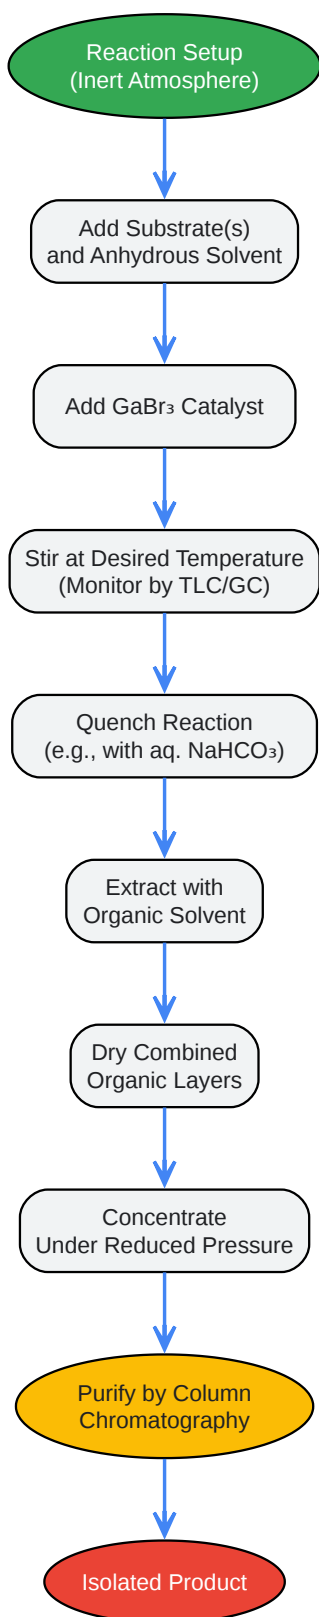 Reaction Setup
(Inert Atmosphere)
Add Substrate(s)
and Anhydrous Solvent
Add GaBr₃ Catalyst
Stir at Desired Temperature
(Monitor by TLC/GC)
Quench Reaction
(e.g., with aq. NaHCO₃)
Extract with
Organic Solvent
Dry Combined
Organic Layers
Concentrate
Under Reduced Pressure
Purify by Column
Chromatography
Isolated Product